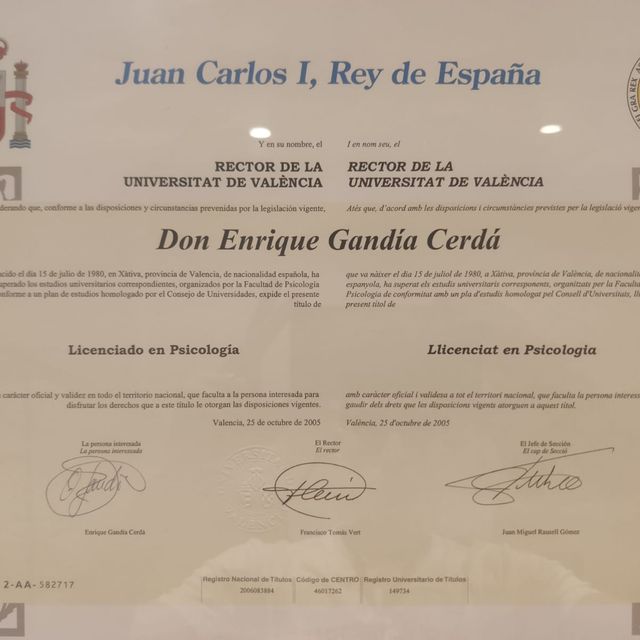 Juan Carlos I, Rey de España
Y en su nombre, el
I en nom seu, el
RECTOR DE LA
UNIVERSITAT DE VALÈNCIA
RECTOR DE LA
UNIVERSITAT DE VALÈNCIA
que, conforme a las disposiciones y circunstancias prevenidas por la legislación vigente,
Atés que, d'acord amb les disposicions i circumstàncies previstes per la legislació
Don Enrique Gandía Cerdá
el día 15 de julio de 1980, en Xàtiva, provincia de Valencia, de nacionalidad española, ha
los estudios universitarios correspondientes, organizados por la Facultad de Psicología
a un plan de estudios homologado por el Consejo de Universidades, expide el presente
título de
que va nàixer el dia 15 de juliol de 1980, a Xàtiva, província de València, de
espanyola, ha superat els estudis universitaris corresponents, organitzats per la
Psicologia de conformitat amb un pla d'estudis homologat pel Consell d'Universitats,
present títol de
Licenciado en Psicología
Llicenciat en Psicologia
carácter oficial y validez en todo el territorio nacional, que faculta a la persona interesada para
disfrutar los derechos que a este título le otorgan las disposiciones vigentes.
amb caràcter oficial i validesa a tot el territori nacional, que faculta la persona
gaudir dels drets que les disposicions vigents atorguen a aquest títol.
Valencia, 25 de octubre de 2005
València, 25 d'octubre de 2005
La persona interesada
La persona interessada
El Rector
El rector
El Jefe de Sección
El cap de Secció
Enrique Gandía Cerdá
Francisco Tomás Vert
Juan Miguel Rausell Gómez
2-AA-582717
Registro Nacional de Títulos Código de CENTRO Registro Universitario de Títulos
2006083884 46017262 149734